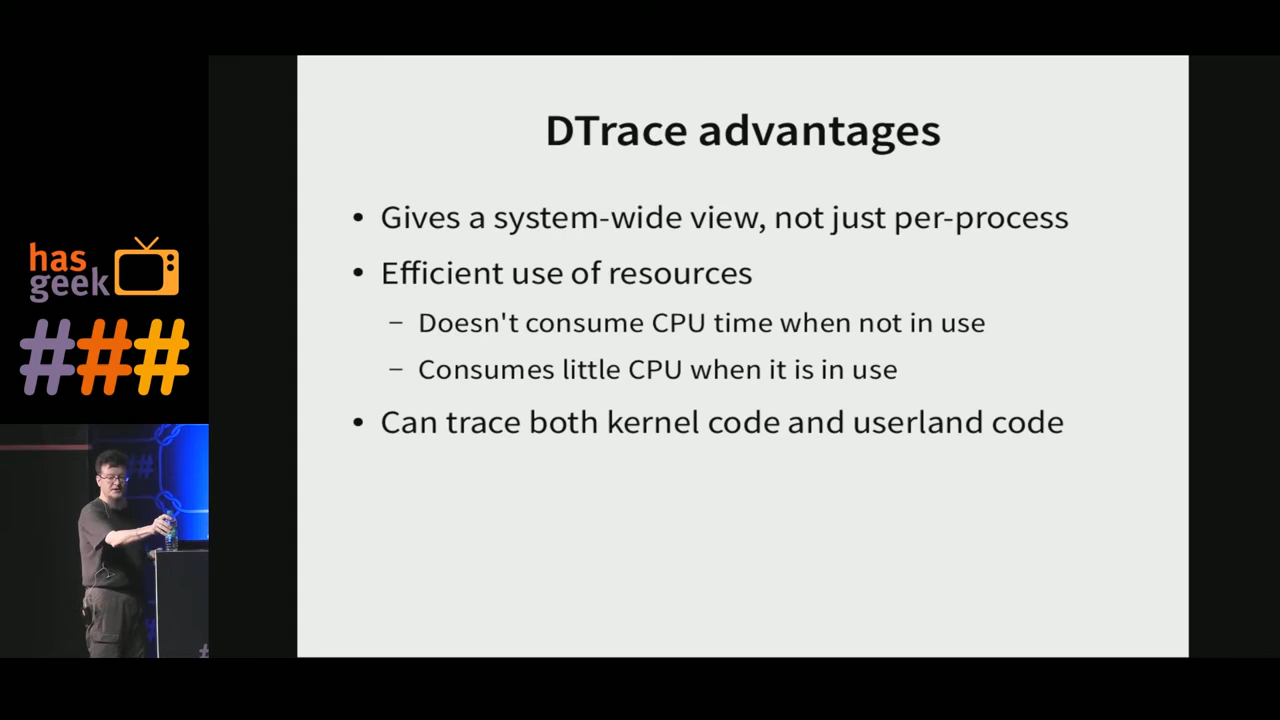 has
geek
###
DTrace advantages
• Gives a system-wide view, not just per-process
• Efficient use of resources
– Doesn't consume CPU time when not in use
– Consumes little CPU when it is in use
• Can trace both kernel code and userland code